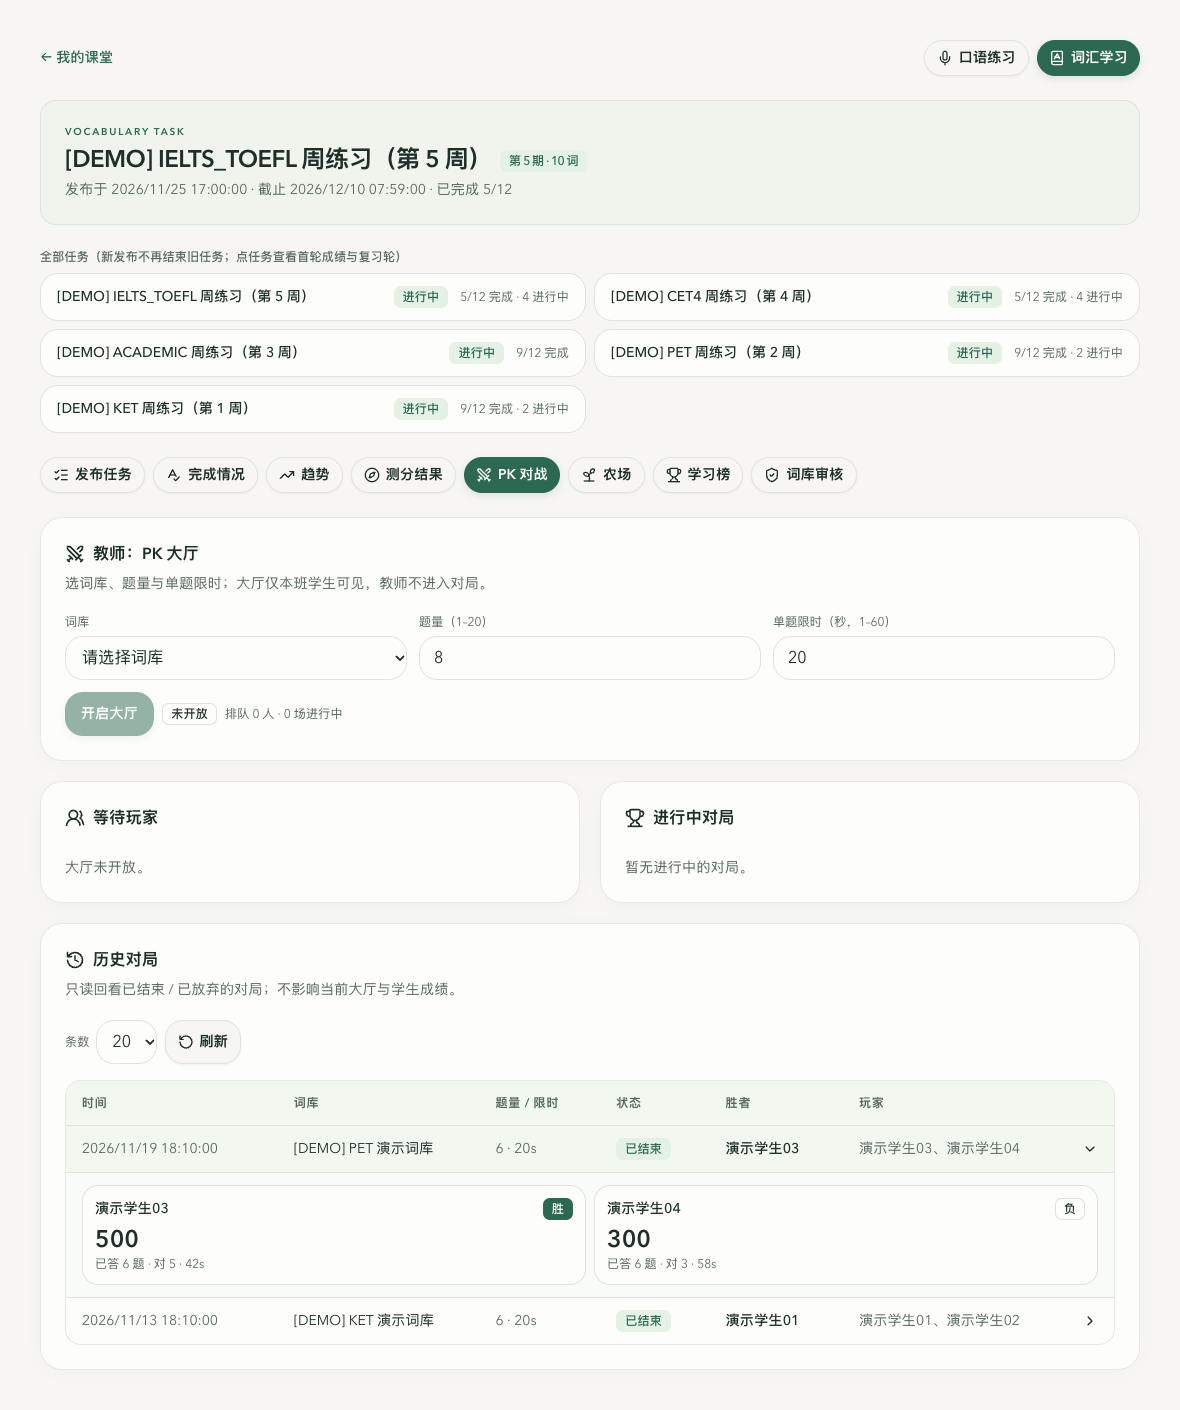 ← 我的课堂
口语练习
词汇学习
VOCABULARY TASK
[DEMO] IELTS_TOEFL 周练习（第 5 周） 第 5 期 · 10 词
发布于 2026/11/25 17:00:00 · 截止 2026/12/10 07:59:00 · 已完成 5/12
全部任务（新发布不再结束旧任务；点任务查看首轮成绩与复习轮）
[DEMO] IELTS_TOEFL 周练习（第 5 周） 进行中 5/12 完成 · 4 进行中
[DEMO] CET4 周练习（第 4 周） 进行中 5/12 完成 · 4 进行中
[DEMO] ACADEMIC 周练习（第 3 周） 进行中 9/12 完成
[DEMO] PET 周练习（第 2 周） 进行中 9/12 完成 · 2 进行中
[DEMO] KET 周练习（第 1 周） 进行中 9/12 完成 · 2 进行中
发布任务 完成情况 趋势 测分结果 PK 对战 农场 学习榜 词库审核
教师：PK 大厅
选词库、题量与单题限时；大厅仅本班学生可见，教师不进入对局。
词库 题量（1–20） 单题限时（秒，1–60）
请选择词库 8 20
开启大厅 未开放 排队 0 人 · 0 场进行中
等待玩家
大厅未开放。
进行中对局
暂无进行中的对局。
历史对局
只读回看已结束 / 已放弃的对局；不影响当前大厅与学生成绩。
条数 20 刷新
时间 词库 题量 / 限时 状态 胜者 玩家
2026/11/19 18:10:00 [DEMO] PET 演示词库 6 · 20s 已结束 演示学生03 演示学生03、演示学生04
演示学生03 胜
500
已答 6 题 · 对 5 · 42s
演示学生04 负
300
已答 6 题 · 对 3 · 58s
2026/11/13 18:10:00 [DEMO] KET 演示词库 6 · 20s 已结束 演示学生01 演示学生01、演示学生02